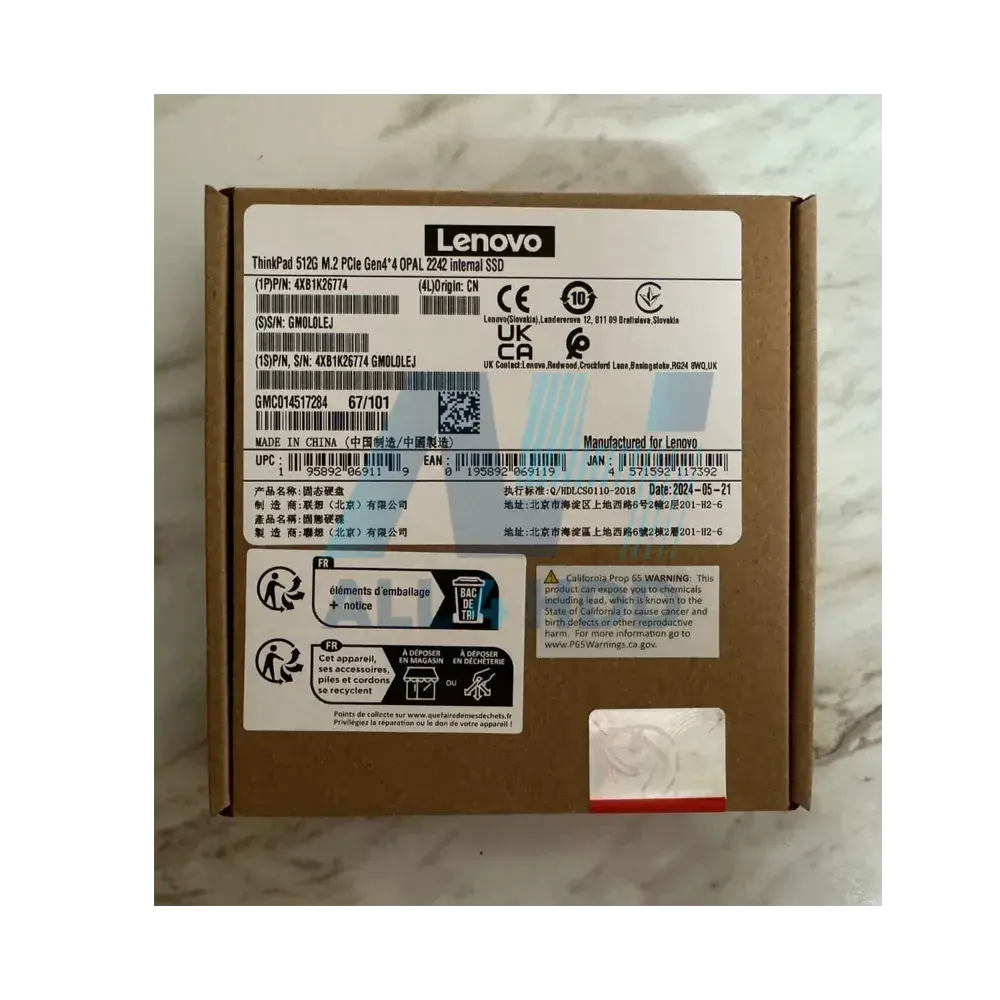 Lenovo
ThinkPad 512G M.2 PCIe Gen4*4 OPAL 2242 internal SSD
(1P)P/N: 4XB1K26774 (4L)Origin: CN
(S)S/N: GM0L0LEJ
(1S)P/N, S/N: 4XB1K26774 GM0L0LEJ
GMC014517284 67/101
10
Lenovo(Slovakia),Landererova 12, 811 09 Bratislava,Slovakia
UK
CA
UK Contact:Lenovo,Redwood,Crockford Lane,Basingstoke,RG24 8WQ,UK
MADE IN CHINA (中国制造/中國製造) Manufactured for Lenovo
UPC: 1 95892 06911 9 EAN: 0 195892 069119 JAN: 4 571592 117392
产品名称:固态硬盘 执行标准:Q/HDLCS0110-2018 Date:2024-05-21
制 造 商:联想（北京）有限公司 地址:北京市海淀区上地西路6号2幢2层201-H2-6
產品名稱:固態硬碟
製 造 商:聯想（北京）有限公司 地址:北京市海淀區上地西路6號2棟2層201-H2-6
FR
éléments d'emballage
+ notice
BAC
DE
TRI
FR
Cet appareil,
ses accessoires,
piles et cordons
se recyclent
À DÉPOSER
EN MAGASIN
OU
À DÉPOSER
EN DÉCHÈTERIE
Points de collecte sur www.quefairedemesdechets.fr
Privilégiez la réparation ou le don de votre appareil !
California Prop 65 WARNING: This
product can expose you to chemicals
including lead, which is known to the
State of California to cause cancer and
birth defects or other reproductive
harm. For more information go to
www.P65Warnings.ca.gov.